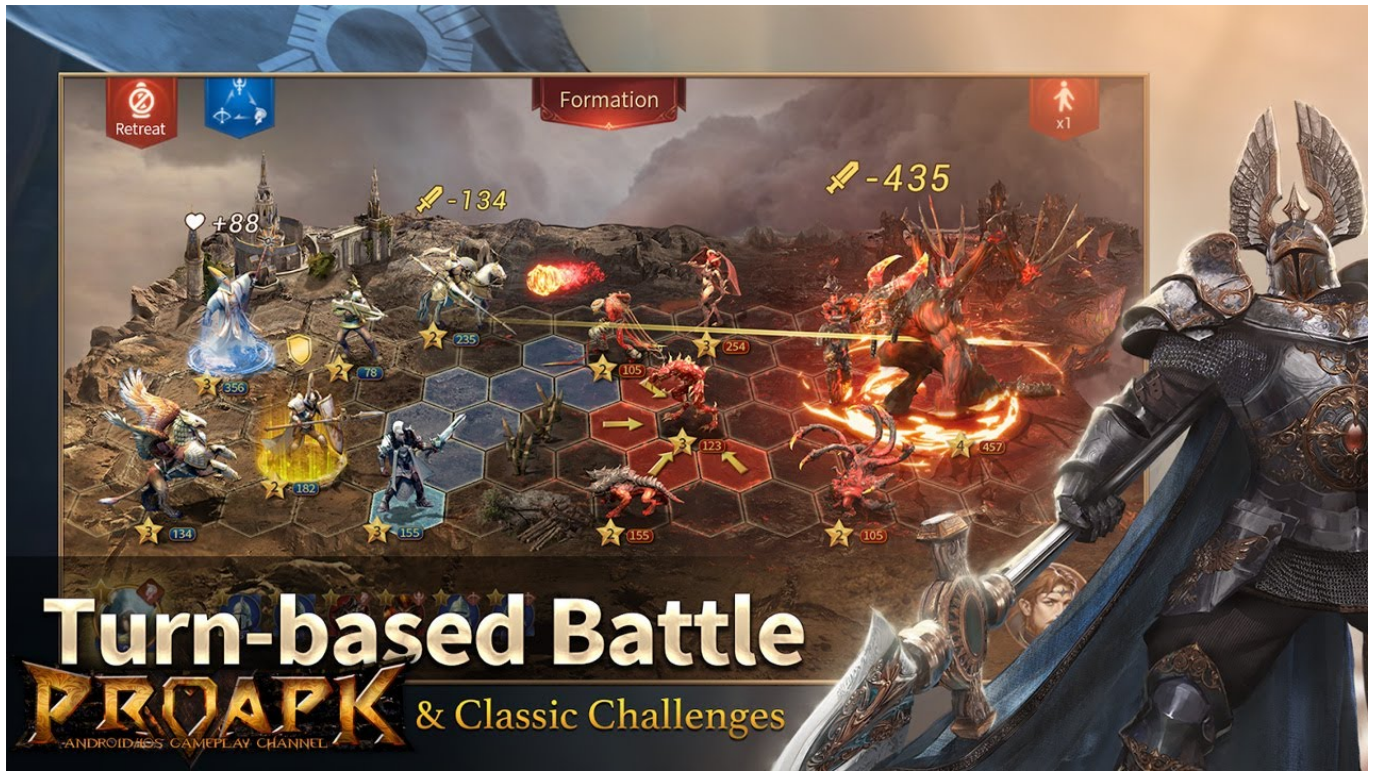 Retreat
Formation
x1
-435
-134
+88
2 235
3 254
2 78
2 105
3 356
3 123
4 457
2 182
3 134
3 155
2 155
2 105
Turn-based Battle
PROAPK
& Classic Challenges
ANDROID/IOS GAMEPLAY CHANNEL